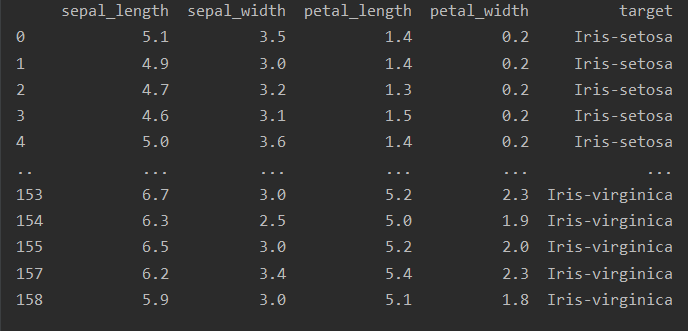 sepal_length sepal_width petal_length petal_width target
0 5.1 3.5 1.4 0.2 Iris-setosa
1 4.9 3.0 1.4 0.2 Iris-setosa
2 4.7 3.2 1.3 0.2 Iris-setosa
3 4.6 3.1 1.5 0.2 Iris-setosa
4 5.0 3.6 1.4 0.2 Iris-setosa
.. ... ... ... ... ...
153 6.7 3.0 5.2 2.3 Iris-virginica
154 6.3 2.5 5.0 1.9 Iris-virginica
155 6.5 3.0 5.2 2.0 Iris-virginica
157 6.2 3.4 5.4 2.3 Iris-virginica
158 5.9 3.0 5.1 1.8 Iris-virginica